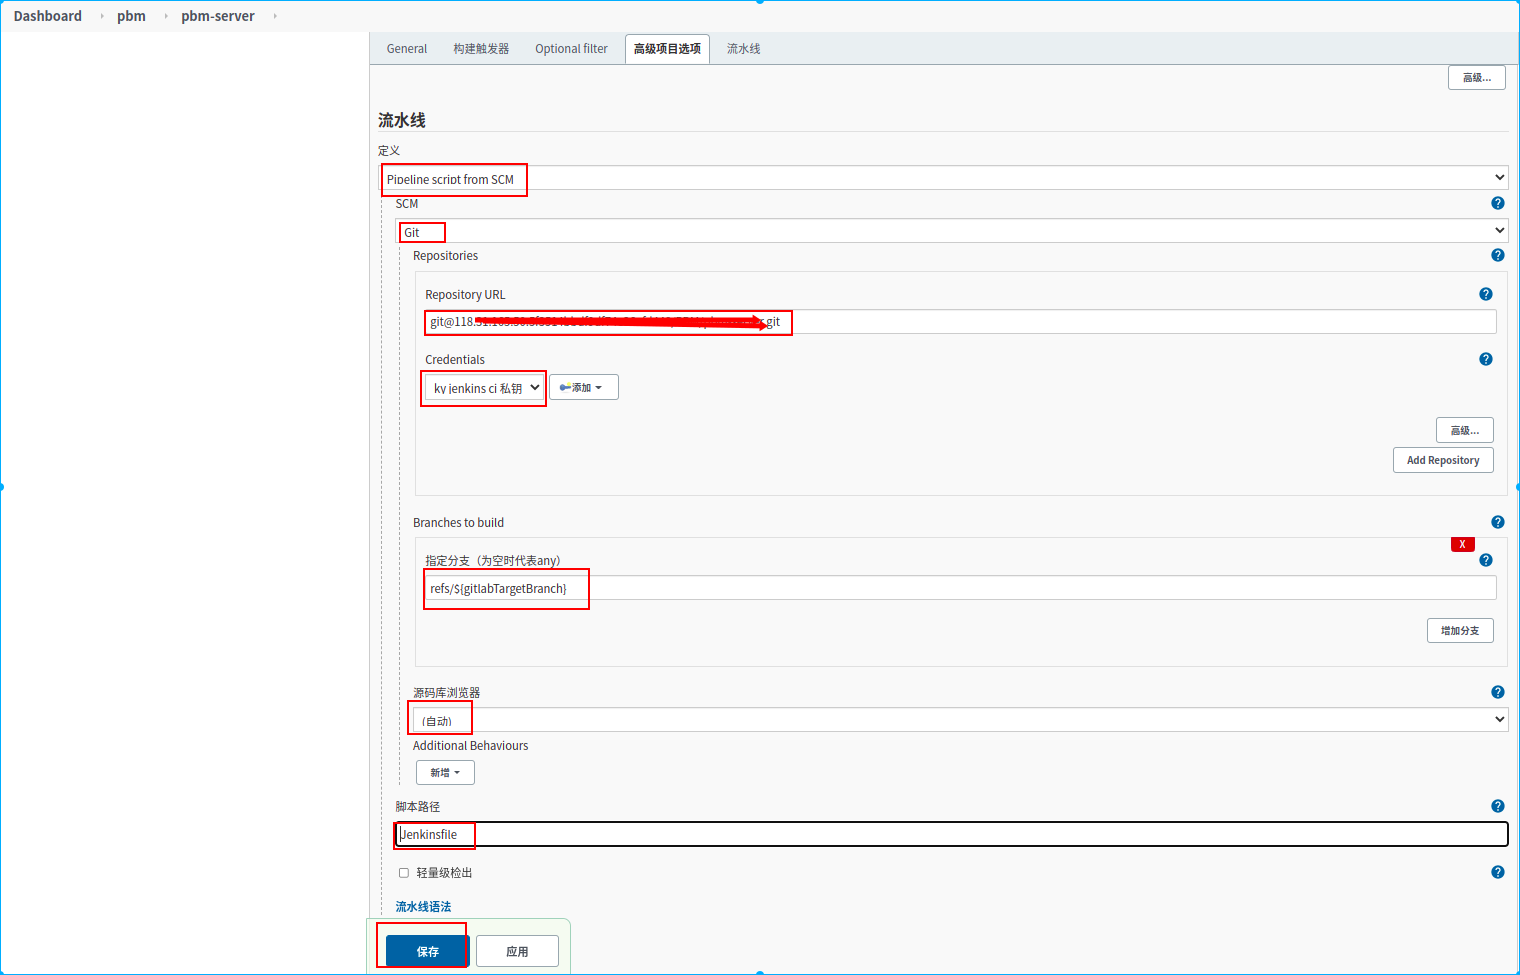 Dashboard pbm pbm-server
General 构建触发器 Optional filter 高级项目选项 流水线
高级...
流水线
定义
Pipeline script from SCM
SCM
Git
Repositories
Repository URL
git@118. git
Credentials
ky jenkins ci 私钥 添加
高级...
Add Repository
Branches to build
X
指定分支（为空时代表any）
refs/${gitlabTargetBranch}
增加分支
源码库浏览器
(自动)
Additional Behaviours
新增
脚本路径
Jenkinsfile
轻量级检出
流水线语法
保存 应用